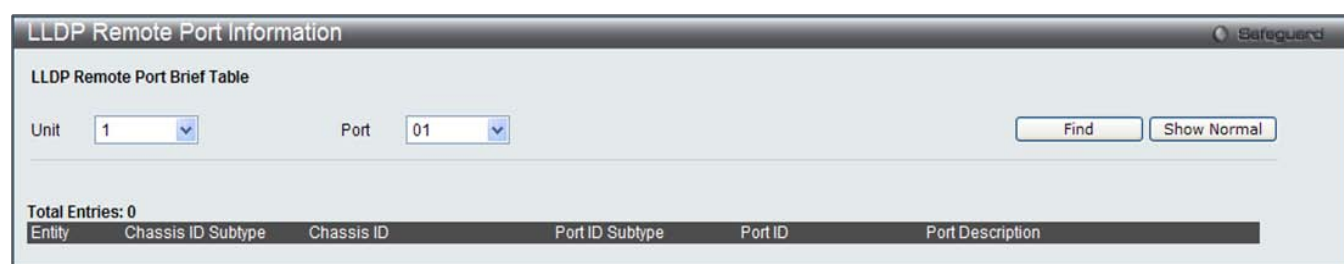 LLDP Remote Port Information
Safeguard
LLDP Remote Port Brief Table
Unit 1 Port 01 Find Show Normal
Total Entries: 0
Entity Chassis ID Subtype Chassis ID Port ID Subtype Port ID Port Description